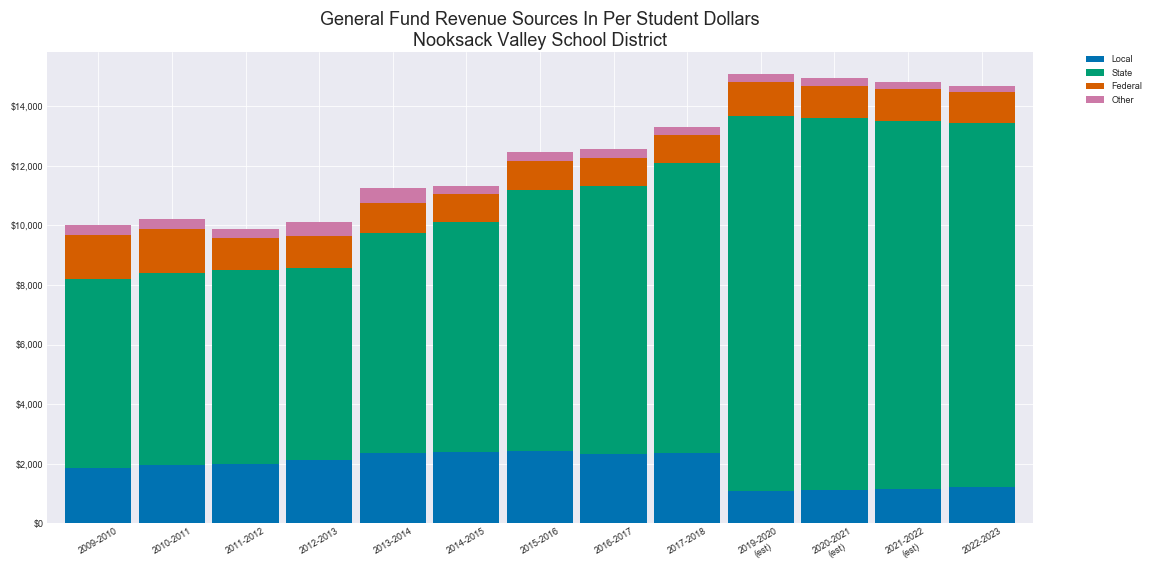 General Fund Revenue Sources In Per Student Dollars
Nooksack Valley School District
Local
State
Federal
Other
$14,000
$12,000
$10,000
$8,000
$6,000
$4,000
$2,000
$0
2009-2010
2010-2011
2011-2012
2012-2013
2013-2014
2014-2015
2015-2016
2016-2017
2017-2018
2019-2020
(est)
2020-2021
(est)
2021-2022
(est)
2022-2023